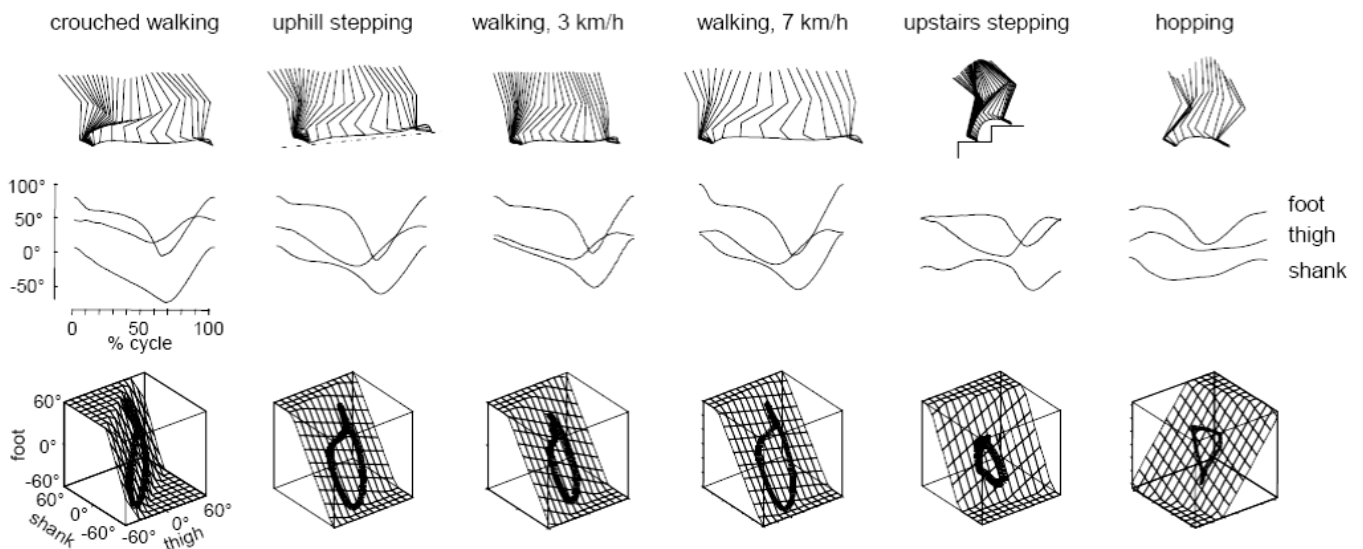 crouched walking
uphill stepping
walking, 3 km/h
walking, 7 km/h
upstairs stepping
hopping
100°
50°
0°
-50°
0 50 100
% cycle
foot
thigh
shank
60°
0°
-60°
foot
60°
0°
-60°
shank
-60°
0°
60°
thigh